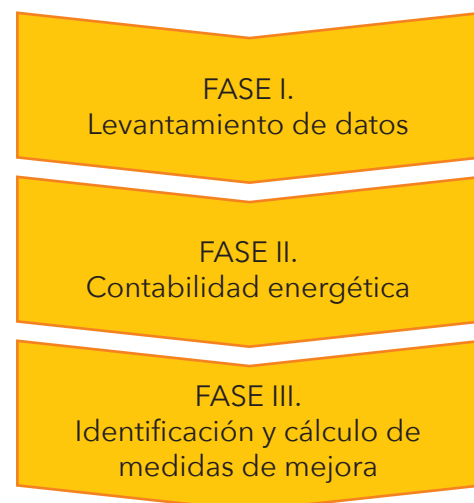 FASE I.
Levantamiento de datos
FASE II.
Contabilidad energética
FASE III.
Identificación y cálculo de
medidas de mejora